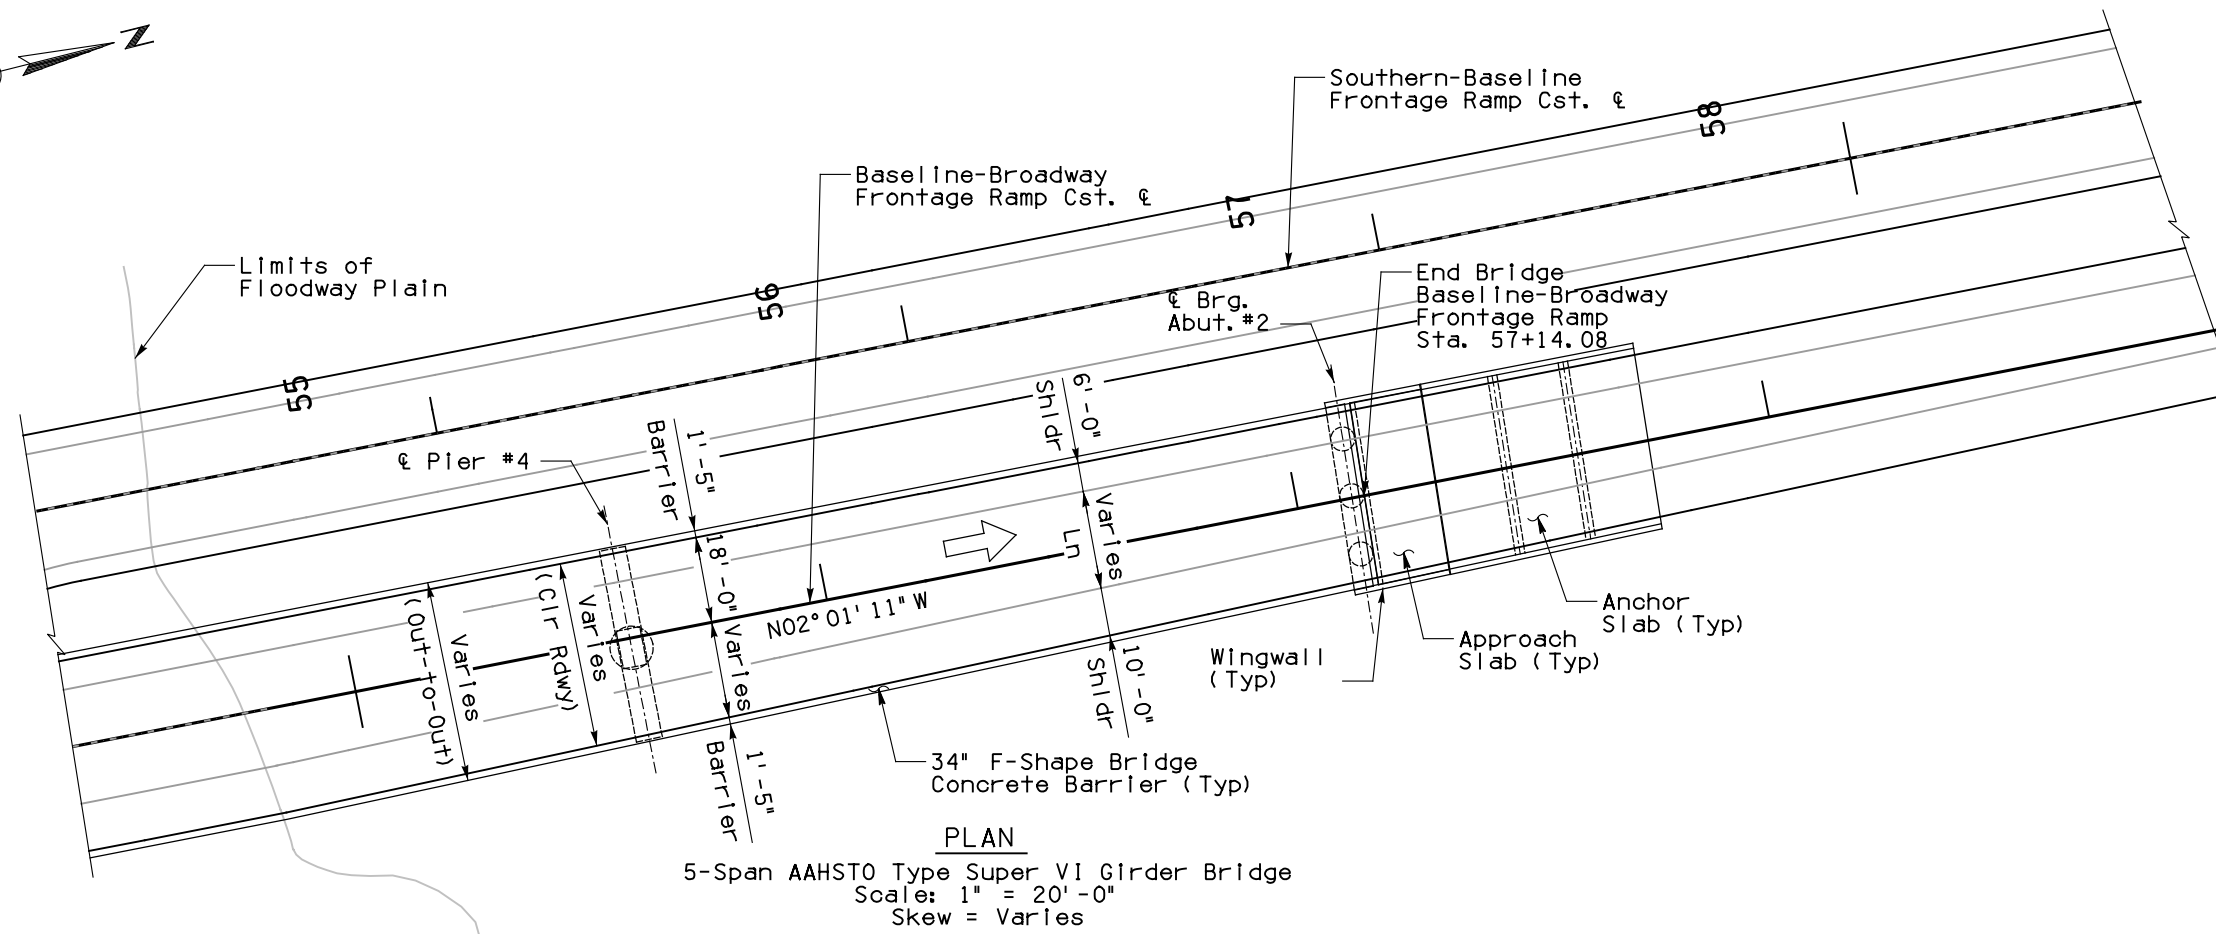 N
Southern-Baseline
Frontage Ramp Cst. ℄
58
Baseline-Broadway
Frontage Ramp Cst. ℄
57
Limits of
Floodway Plain
56
End Bridge
Baseline-Broadway
Frontage Ramp
Sta. 57+14.08
℄ Brg.
Abut.#2
55
6'-0"
Shldr
1'-5"
Barrier
℄ Pier #4
Varies
Ln
18'-0"
N02°01'11"W
Varies
(Clr Rdwy)
Varies
(Out-to-Out)
Varies
Anchor
Slab (Typ)
Approach
Slab (Typ)
Wingwall
(Typ)
10'-0"
Shldr
1'-5"
Barrier
34" F-Shape Bridge
Concrete Barrier (Typ)
PLAN
5-Span AAHSTO Type Super VI Girder Bridge
Scale: 1" = 20'-0"
Skew = Varies